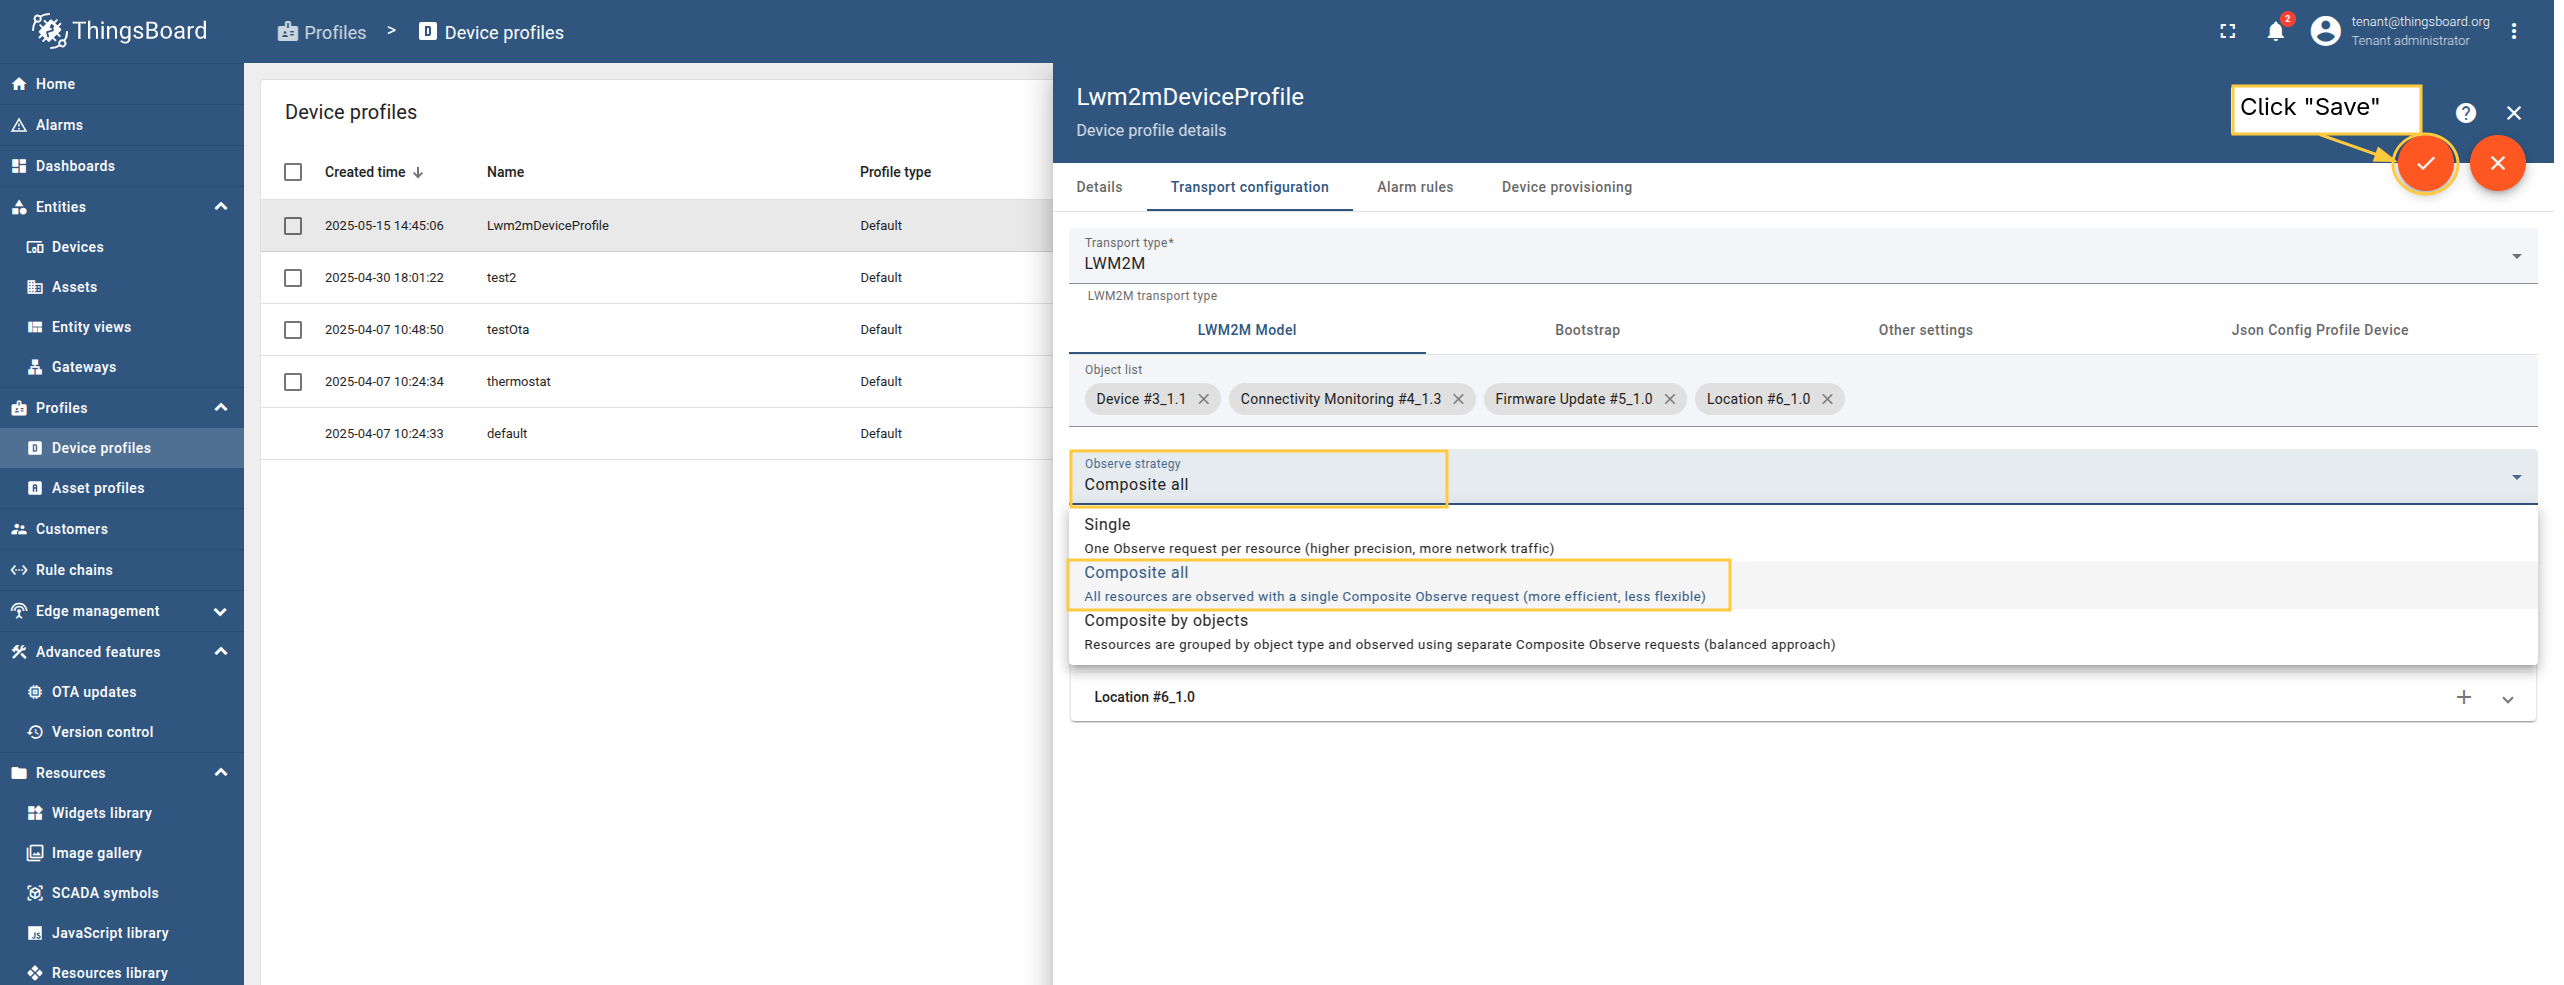 ThingsBoard
Profiles > Device profiles
2
tenant@thingsboard.org
Tenant administrator
Home
Alarms
Dashboards
Entities
Devices
Assets
Entity views
Gateways
Profiles
Device profiles
Asset profiles
Customers
Rule chains
Edge management
Advanced features
OTA updates
Version control
Resources
Widgets library
Image gallery
SCADA symbols
JavaScript library
Resources library
Device profiles
Created time Name Profile type
2025-05-15 14:45:06 Lwm2mDeviceProfile Default
2025-04-30 18:01:22 test2 Default
2025-04-07 10:48:50 testOta Default
2025-04-07 10:24:34 thermostat Default
2025-04-07 10:24:33 default Default
Lwm2mDeviceProfile
Device profile details
Click "Save"
Details Transport configuration Alarm rules Device provisioning
Transport type*
LWM2M
LWM2M transport type
LWM2M Model Bootstrap Other settings Json Config Profile Device
Object list
Device #3_1.1 Connectivity Monitoring #4_1.3 Firmware Update #5_1.0 Location #6_1.0
Observe strategy
Composite all
Single
One Observe request per resource (higher precision, more network traffic)
Composite all
All resources are observed with a single Composite Observe request (more efficient, less flexible)
Composite by objects
Resources are grouped by object type and observed using separate Composite Observe requests (balanced approach)
Location #6_1.0